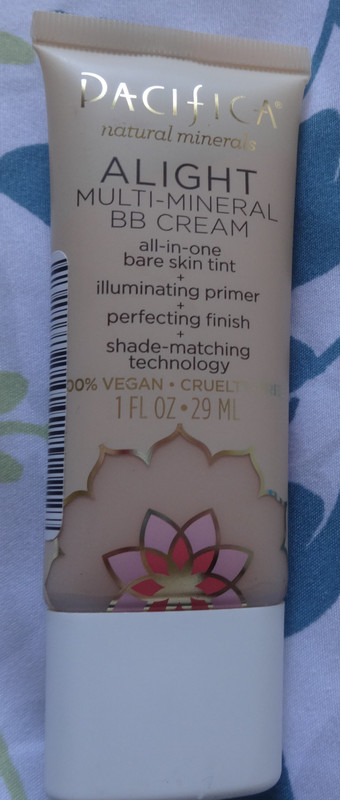 PACIFICA®
natural minerals
ALIGHT
MULTI-MINERAL
BB CREAM
all-in-one
bare skin tint
+
illuminating primer
+
perfecting finish
+
shade-matching
technology
00% VEGAN • CRUELTY
1 FL OZ • 29 ML